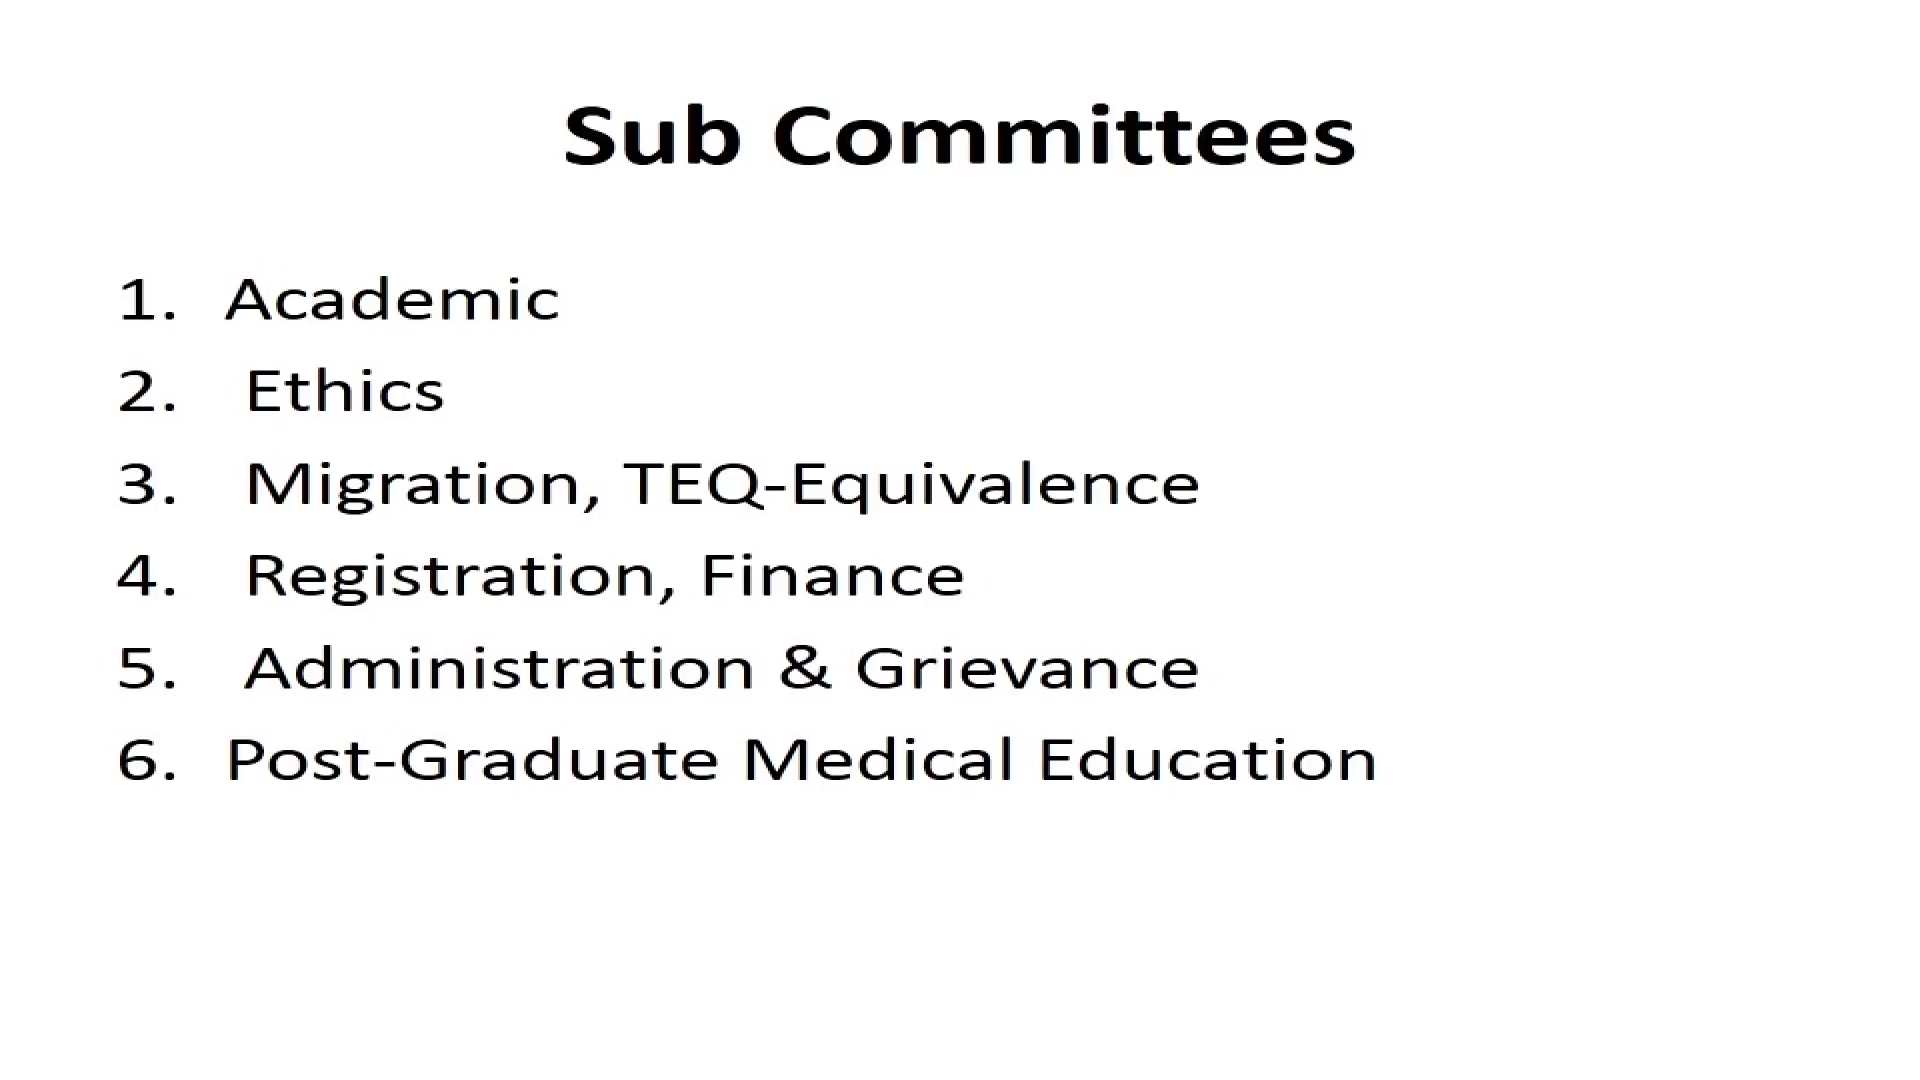 Sub Committees
1. Academic
2. Ethics
3. Migration, TEQ-Equivalence
4. Registration, Finance
5. Administration & Grievance
6. Post-Graduate Medical Education